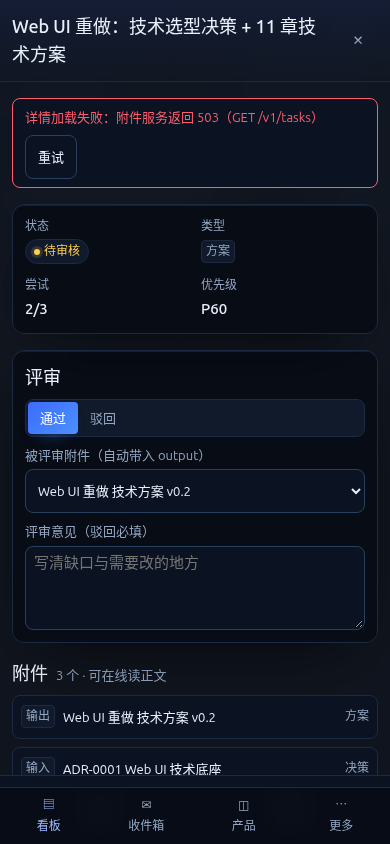 Web UI 重做：技术选型决策 + 11 章技
术方案
×
详情加载失败：附件服务返回 503（GET /v1/tasks）
重试
状态
类型
待审核
方案
尝试
优先级
2/3
P60
评审
通过
驳回
被评审附件（自动带入 output）
Web UI 重做 技术方案 v0.2
评审意见（驳回必填）
写清缺口与需要改的地方
附件 3 个 · 可在线读正文
输出 Web UI 重做 技术方案 v0.2 方案
输入 ADR-0001 Web UI 技术底座 决策
看板
收件箱
产品
更多